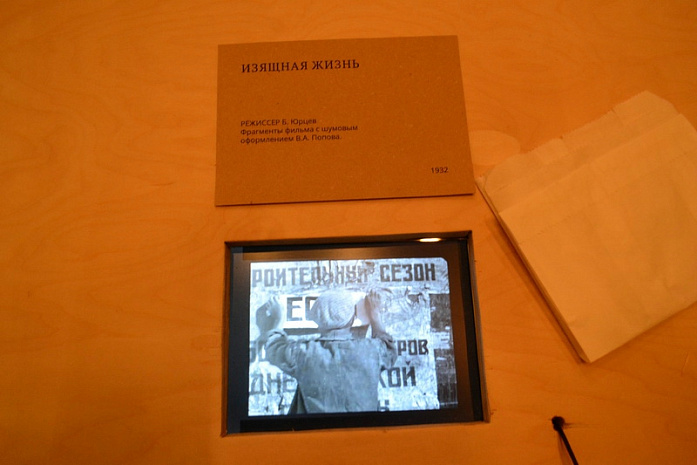 ИЗЯЩНАЯ ЖИЗНЬ
РЕЖИССЕР Б. Юрцев
Фрагменты фильма с шумовым
оформлением В.А. Попова.
1932
РОИТЕЛЬНЫЙ СЕЗОН